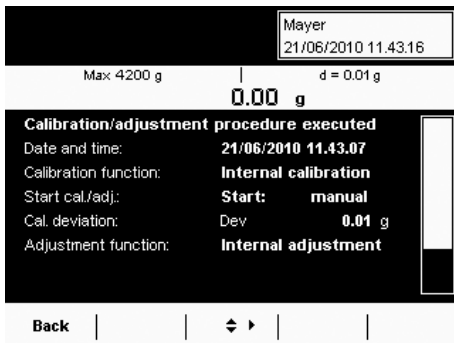 Mayer
21/06/2010 11.43.16
Max 4200 g d = 0.01 g
0.00 g
Calibration/adjustment procedure executed
Date and time: 21/06/2010 11.43.07
Calibration function: Internal calibration
Start cal./adj.: Start: manual
Cal. deviation: Dev 0.01 g
Adjustment function: Internal adjustment
Back